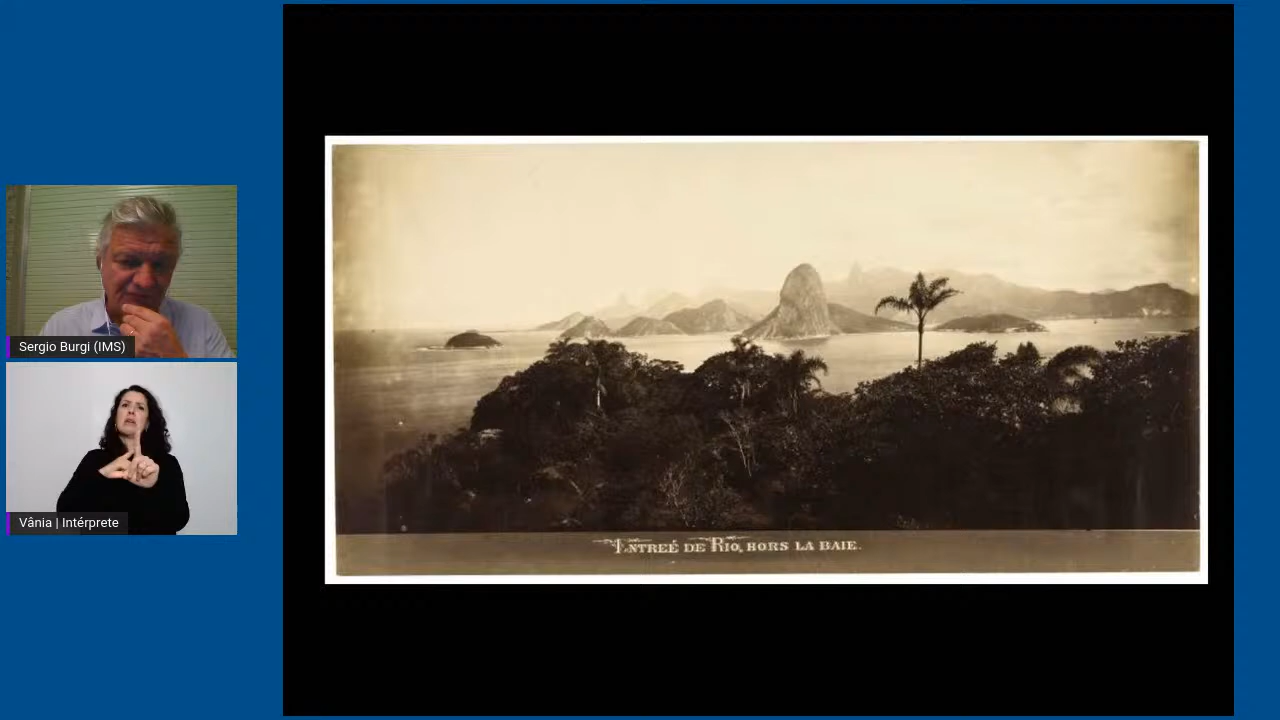 Sergio Burgi (IMS)
Vânia | Intérprete
ENTREÉ DE RIO, HORS LA BAIE.